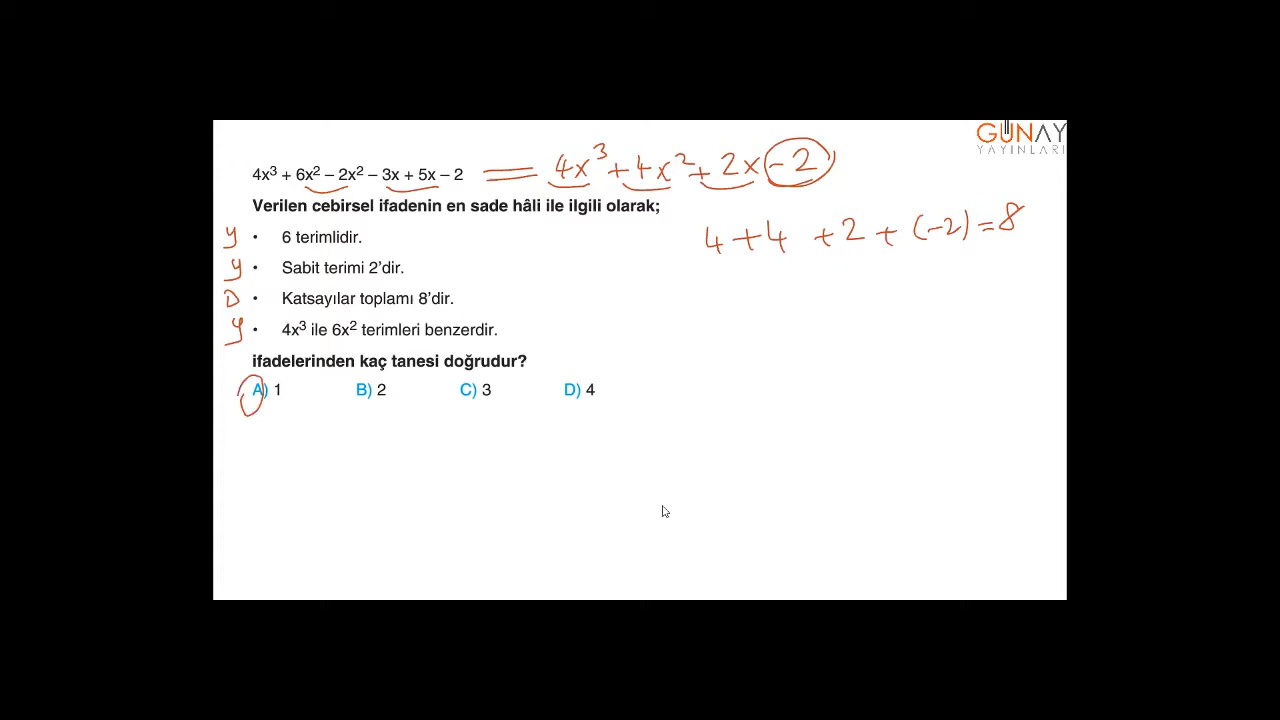 GÜNAY
YAYINLARI
4x³ + 6x² – 2x² – 3x + 5x – 2 = 4x³ + 4x² + 2x - 2
Verilen cebirsel ifadenin en sade hâli ile ilgili olarak;
4 + 4 + 2 + (-2) = 8
y • 6 terimlidir.
y • Sabit terimi 2'dir.
D • Katsayılar toplamı 8'dir.
y • 4x³ ile 6x² terimleri benzerdir.
ifadelerinden kaç tanesi doğrudur?
A) 1 B) 2 C) 3 D) 4